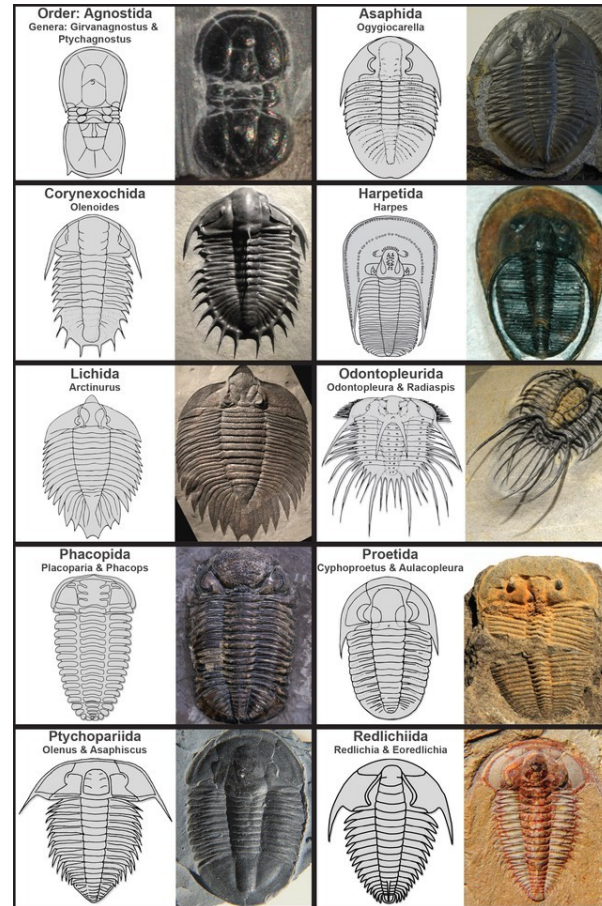 Order: Agnostida
Genera: Girvanagnostus &
Ptychagnostus
Asaphida
Ogygiocarella
Corynexochida
Olenoides
Harpetida
Harpes
Lichida
Arctinurus
Odontopleurida
Odontopleura & Radiaspis
Phacopida
Placoparia & Phacops
Proetida
Cyphoproetus & Aulacopleura
Ptychopariida
Olenus & Asaphiscus
Redlichiida
Redlichia & Eoredlichia